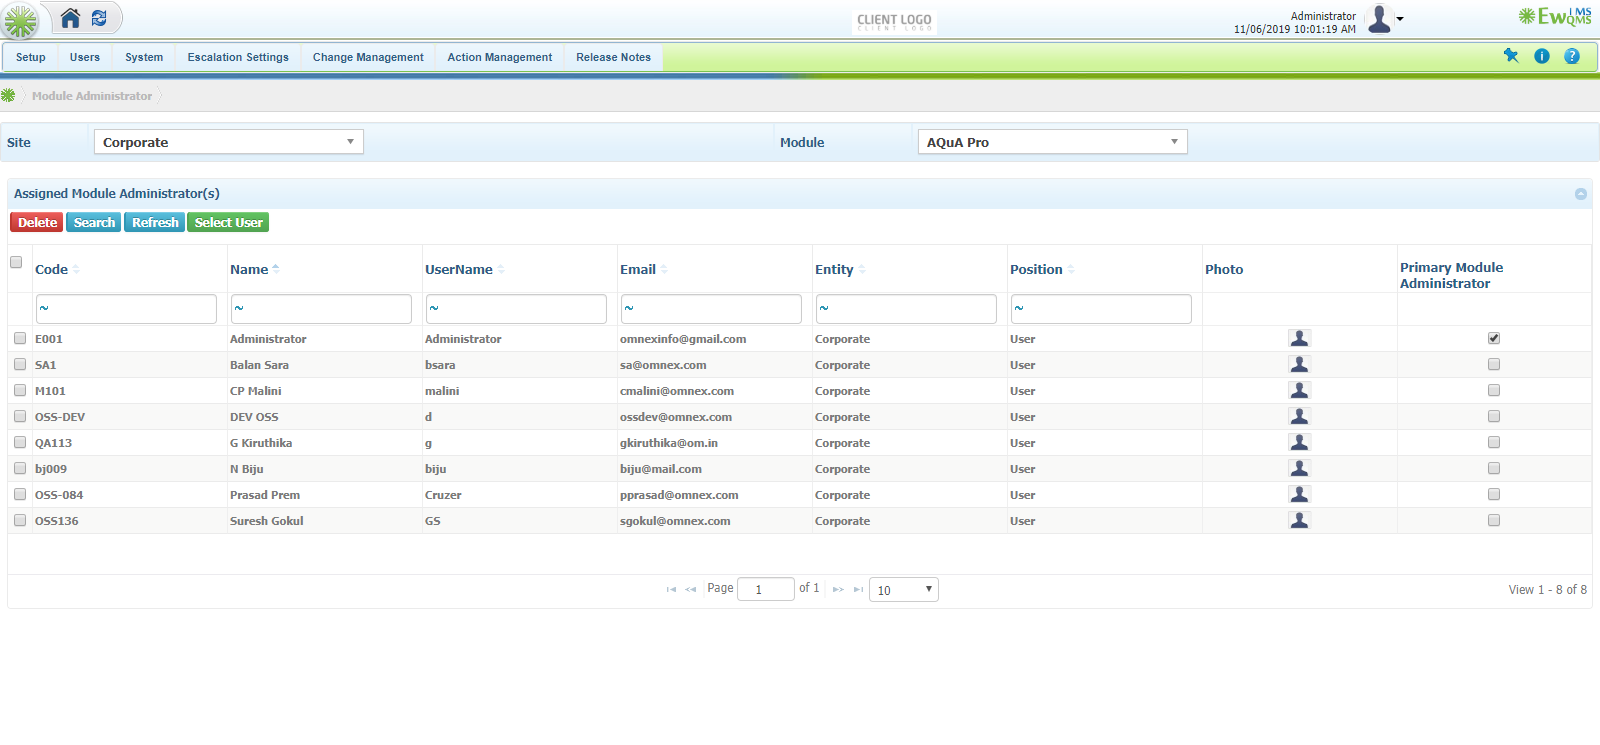 CLIENT LOGO
CLIENT LOGO
Administrator
11/06/2019 10:01:19 AM
EwQMS
IMS
Setup Users System Escalation Settings Change Management Action Management Release Notes
Module Administrator
Site Corporate Module AQuA Pro
Assigned Module Administrator(s)
Delete Search Refresh Select User
Code Name UserName Email Entity Position Photo Primary Module Administrator
~ ~ ~ ~ ~ ~
E001 Administrator Administrator omnexinfo@gmail.com Corporate User
SA1 Balan Sara bsara sa@omnex.com Corporate User
M101 CP Malini malini cmalini@omnex.com Corporate User
OSS-DEV DEV OSS d ossdev@omnex.com Corporate User
QA113 G Kiruthika g gkiruthika@om.in Corporate User
bj009 N Biju biju biju@mail.com Corporate User
OSS-084 Prasad Prem Cruzer pprasad@omnex.com Corporate User
OSS136 Suresh Gokul GS sgokul@omnex.com Corporate User
Page 1 of 1 10 View 1 - 8 of 8